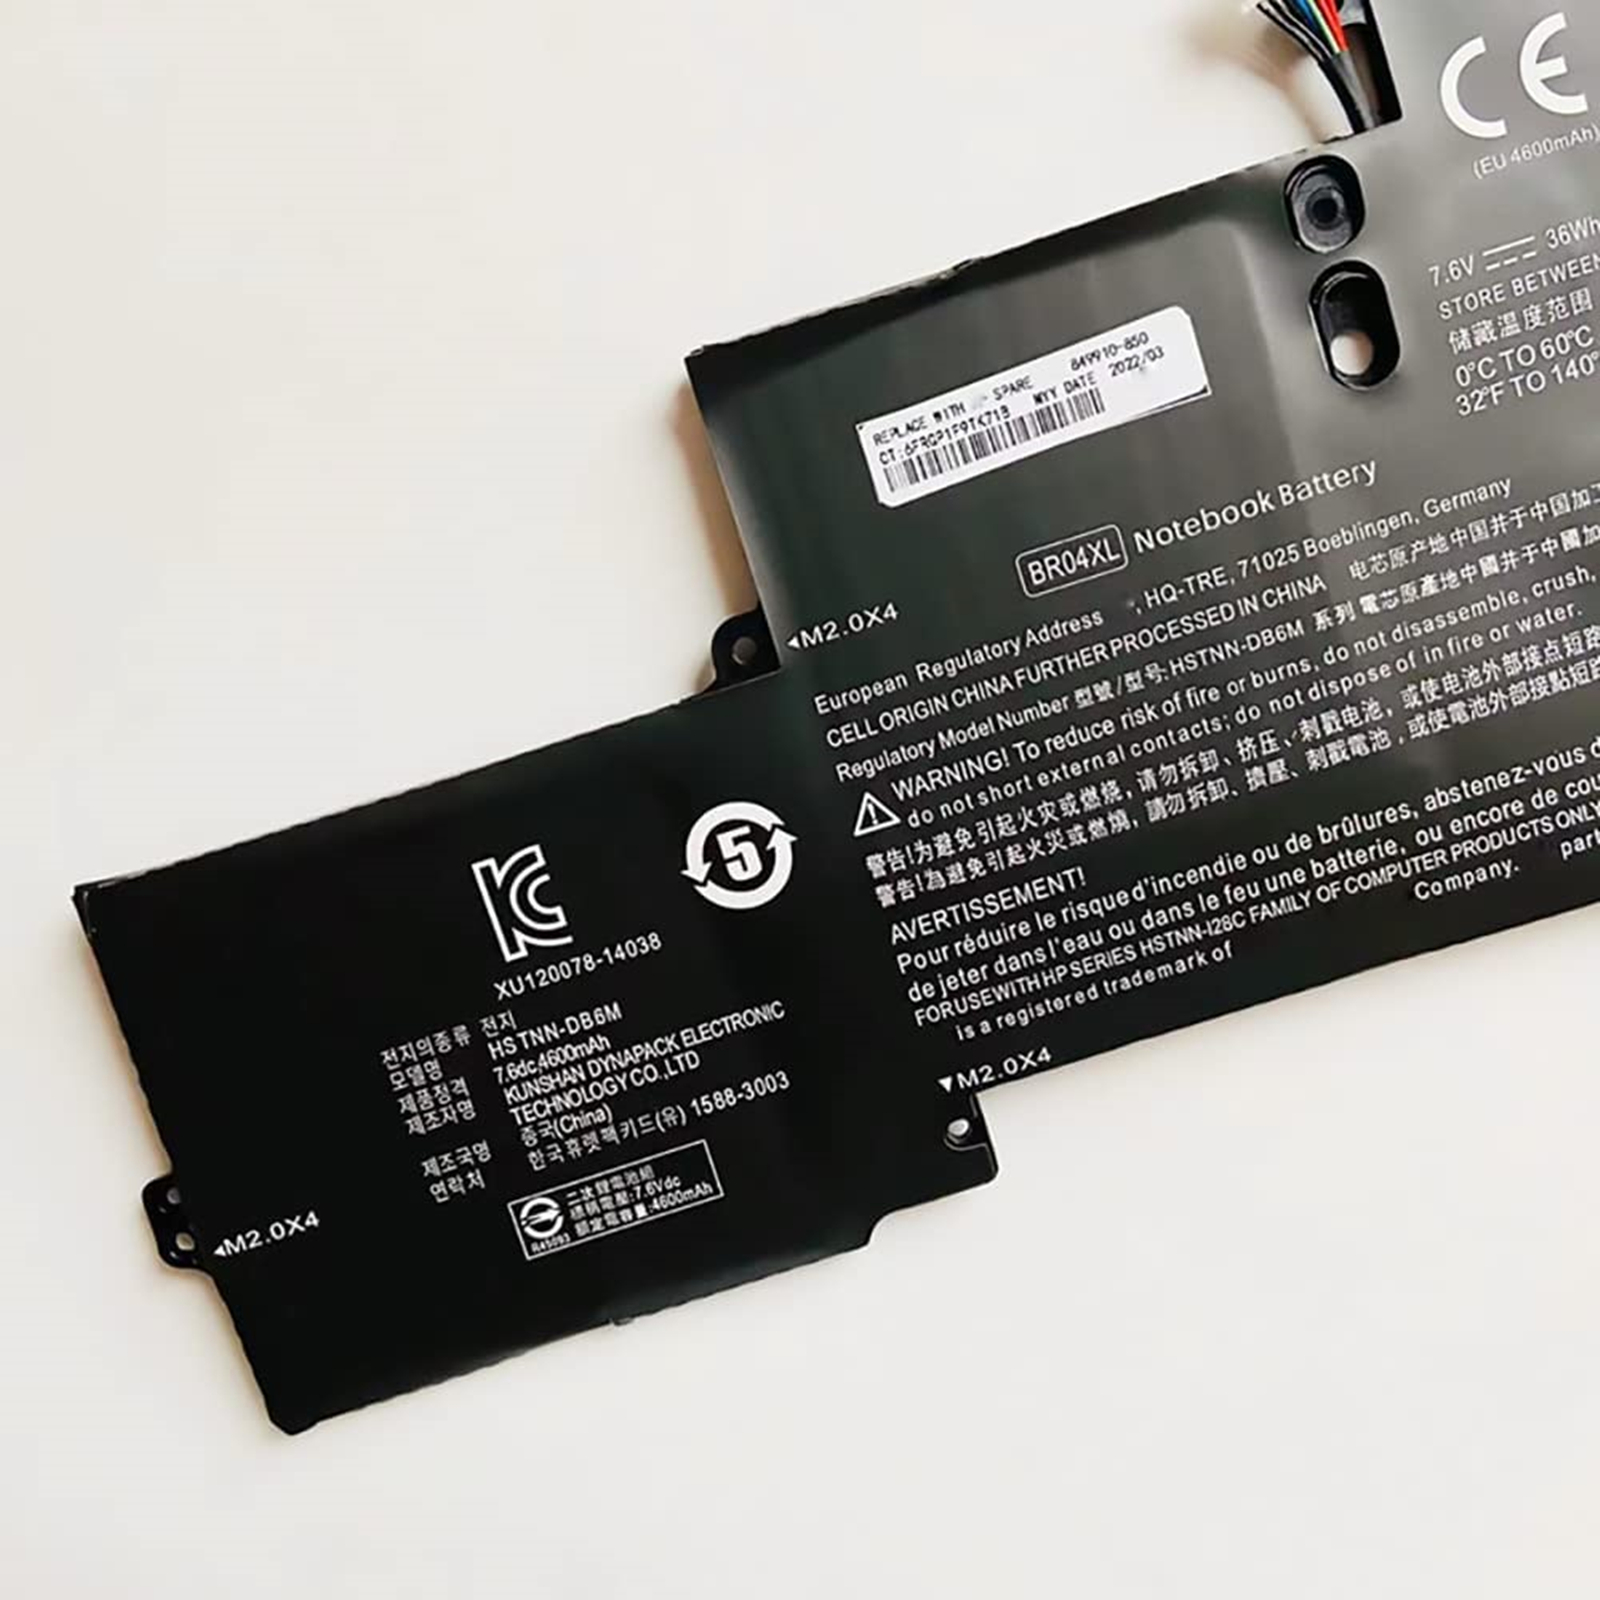 CE
(EU 4600mAh)
7.6V 36Wh
STORE BETWEEN
储藏温度范围
0°C TO 60°C
32°F TO 140°
REPLACE WITH SPARE 849910-850
CT:6FRGP1F9TK71B MYY DATE 2022/03
BR04XL Notebook Battery
European Regulatory Address , HQ-TRE, 71025 Boeblingen, Germany
CELL ORIGIN CHINA FURTHER PROCESSED IN CHINA 电芯原产地中国并于中国加工
Regulatory Model Number 型號/型号: HSTNN-DB6M 系列 電芯原產地中國并于中國加
WARNING! To reduce risk of fire or burns, do not disassemble, crush,
do not short external contacts; do not dispose of in fire or water.
警告!为避免引起火灾或燃烧, 请勿拆卸、挤压、刺戳电池, 或使电池外部接点短路
警告!為避免引起火災或燃燒, 請勿拆卸、擠壓、刺戳電池, 或使電池外部接點短路
AVERTISSEMENT!
Pour réduire le risque d'incendie ou de brûlures, abstenez-vous d
de jeter dans l'eau ou dans le feu une batterie, ou encore de cou
FOR USE WITH HP SERIES HSTNN-I28C FAMILY OF COMPUTER PRODUCTS ONLY
is a registered trademark of Company. part
M2.0X4
M2.0X4
5
KC
XU120078-14038
전지의종류 전지
모델명 HSTNN-DB6M
제품정격 7.6dc,4600mAh
제조자명 KUNSHAN DYNAPACK ELECTRONIC
TECHNOLOGY CO.,LTD
제조국명 중국(China)
연락처 한국휴렛팩키드(유) 1588-3003
二次鋰電池組
標稱電壓:7.6Vdc
額定電容量:4600mAh
R45093
M2.0X4